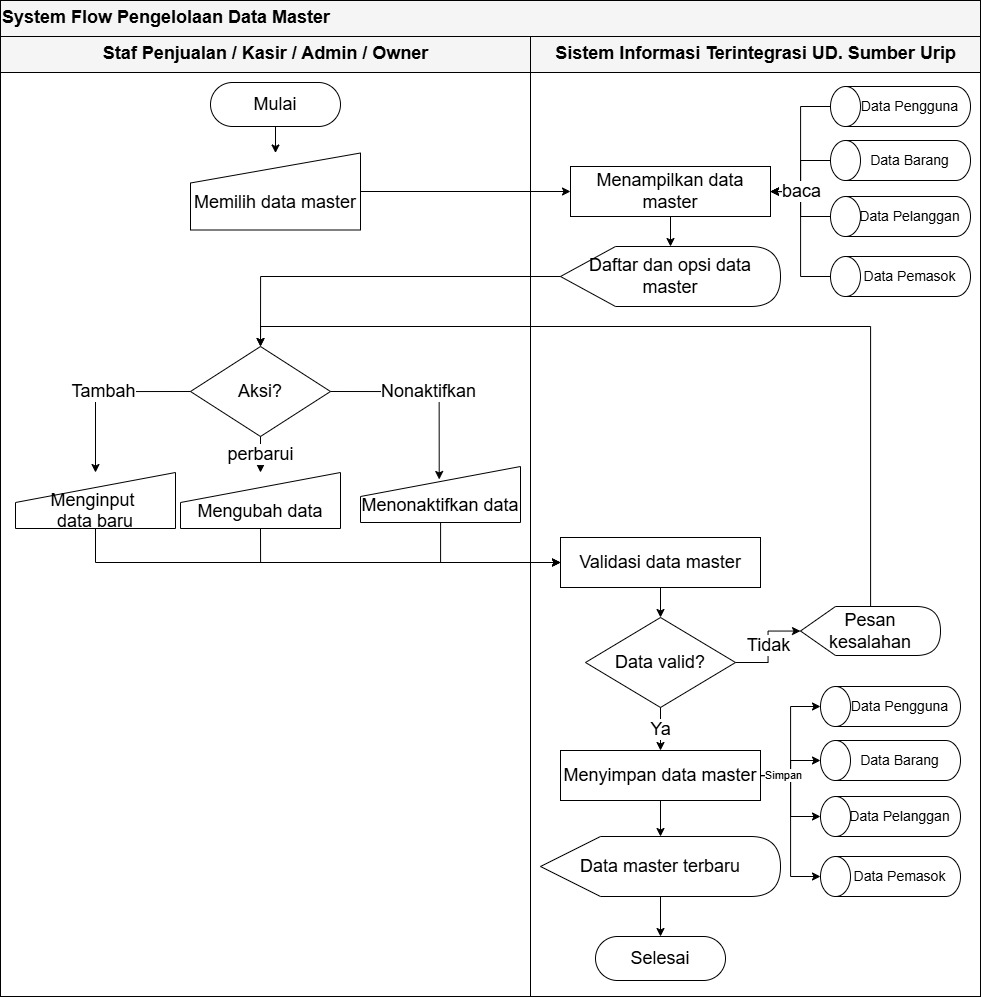 System Flow Pengelolaan Data Master
Staf Penjualan / Kasir / Admin / Owner
Sistem Informasi Terintegrasi UD. Sumber Urip
Mulai
Data Pengguna
Data Barang
Memilih data master
Menampilkan data
master
baca
Data Pelanggan
Daftar dan opsi data
master
Data Pemasok
Aksi?
Tambah
Nonaktifkan
perbarui
Menginput
data baru
Mengubah data
Menonaktifkan data
Validasi data master
Pesan
kesalahan
Tidak
Data valid?
Ya
Data Pengguna
Data Barang
Menyimpan data master
Simpan
Data Pelanggan
Data master terbaru
Data Pemasok
Selesai